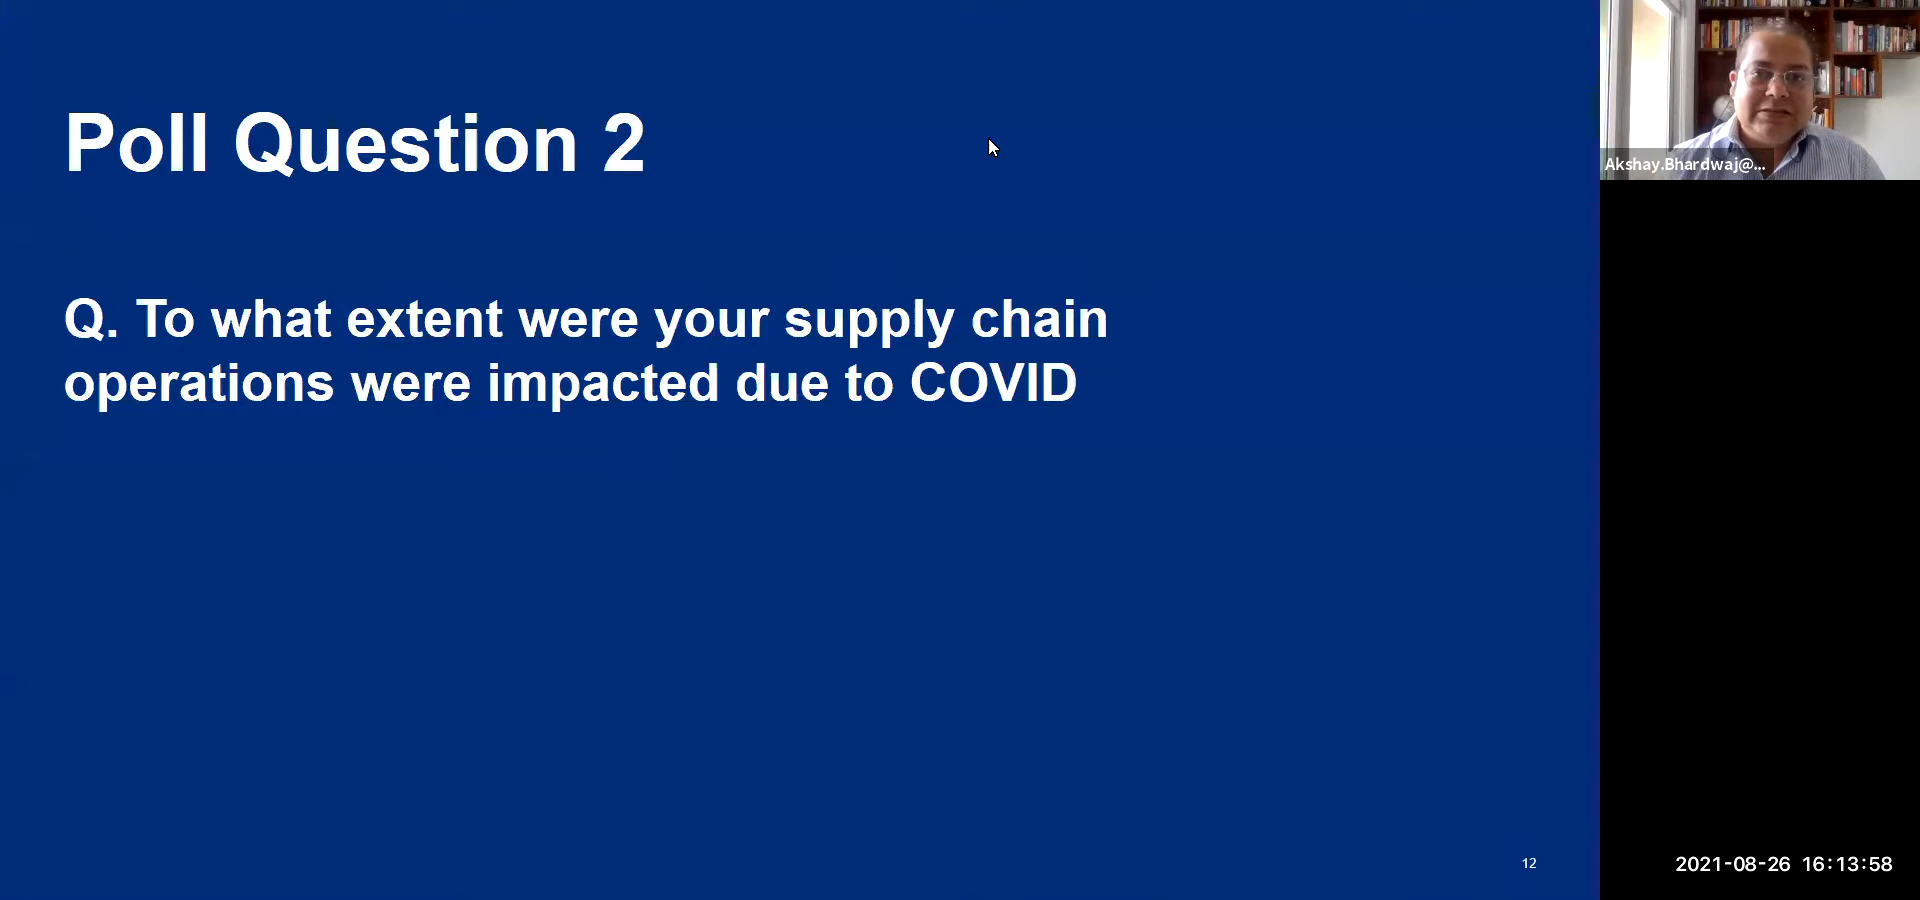 Poll Question 2
Q. To what extent were your supply chain
operations were impacted due to COVID
12
Akshay.Bhardwaj@...
2021-08-26 16:13:58